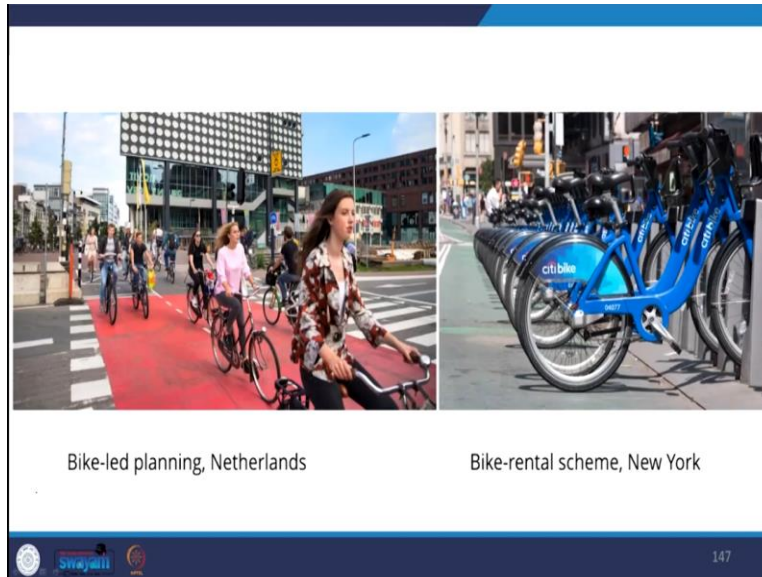 citibike
citibike
citibike
04077
Bike-led planning, Netherlands
Bike-rental scheme, New York
swayam
147